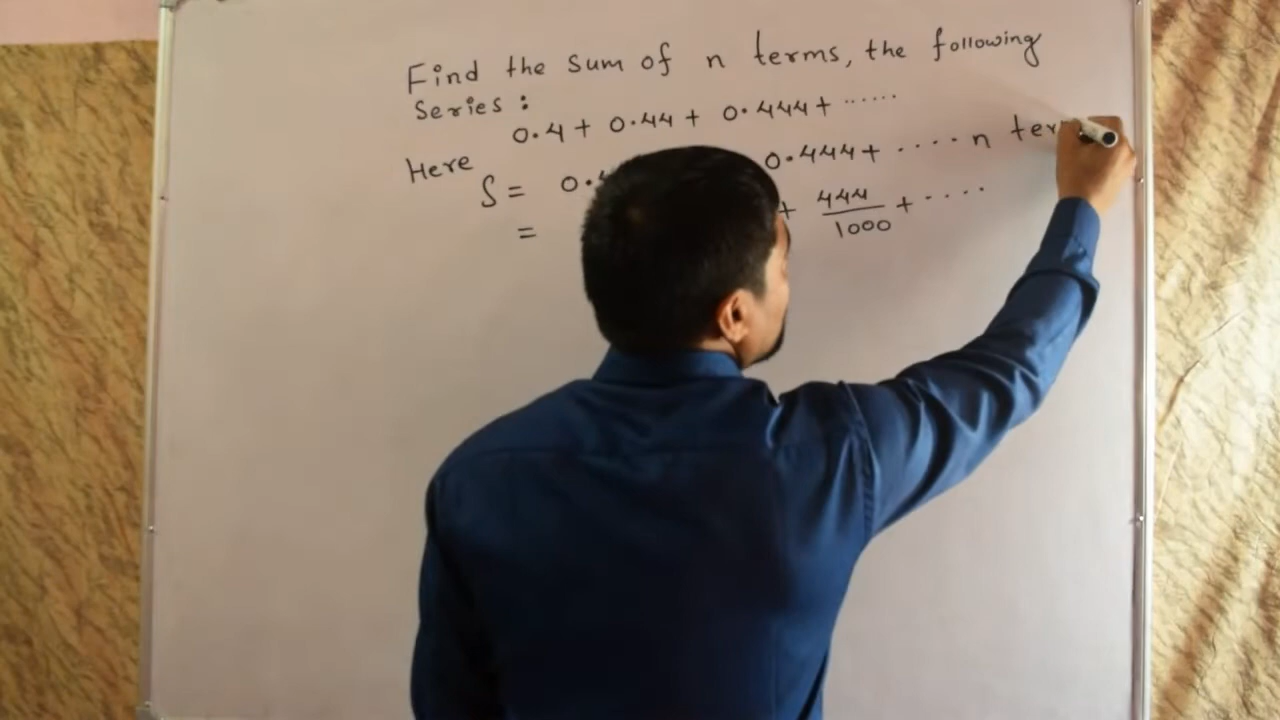 Find the sum of n terms, the following
Series :
0.4 + 0.44 + 0.444 + ......
Here
S = 0. 0.444 + .... n ter
= + 444/1000 + ....